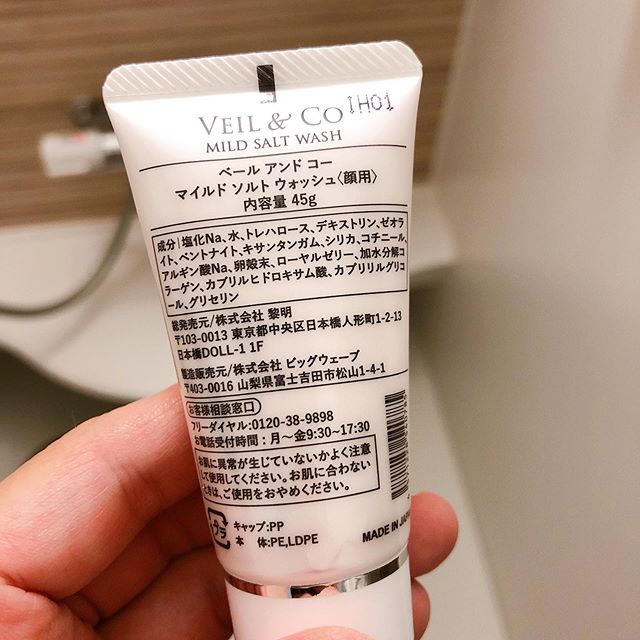 1H01
VEIL & CO
MILD SALT WASH
ベール アンド コー
マイルド ソルト ウォッシュ〈顔用〉
内容量 45g
成分|塩化Na、水、トレハロース、デキストリン、ゼオラ
イト、ベントナイト、キサンタンガム、シリカ、コチニール、
アルギン酸Na、卵殻末、ローヤルゼリー、加水分解コ
ラーゲン、カプリルヒドロキサム酸、カプリリルグリコ
ール、グリセリン
総発売元/株式会社 黎明
〒103-0013 東京都中央区日本橋人形町1-2-13
日本橋DOLL-1 1F
製造販売元/株式会社 ビッグウェーブ
〒403-0016 山梨県富士吉田市松山1-4-1
お客様相談窓口
フリーダイヤル:0120-38-9898
お電話受付時間:月〜金9:30~17:30
お肌に異常が生じていないかよく注意
して使用してください。お肌に合わない
ときは、ご使用をおやめください。
プラ
キャップ:PP
本 体:PE,LDPE
MADE IN